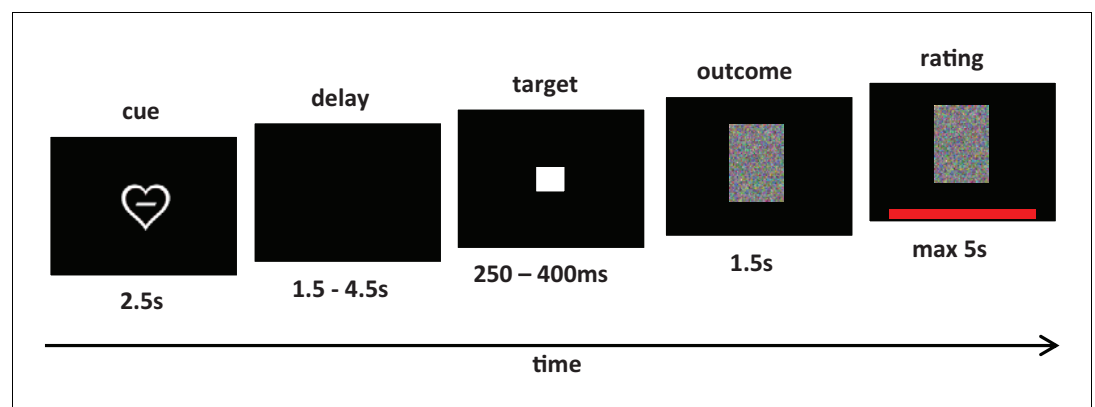 cue
delay
target
outcome
rating
2.5s
1.5 - 4.5s
250 – 400ms
1.5s
max 5s
time